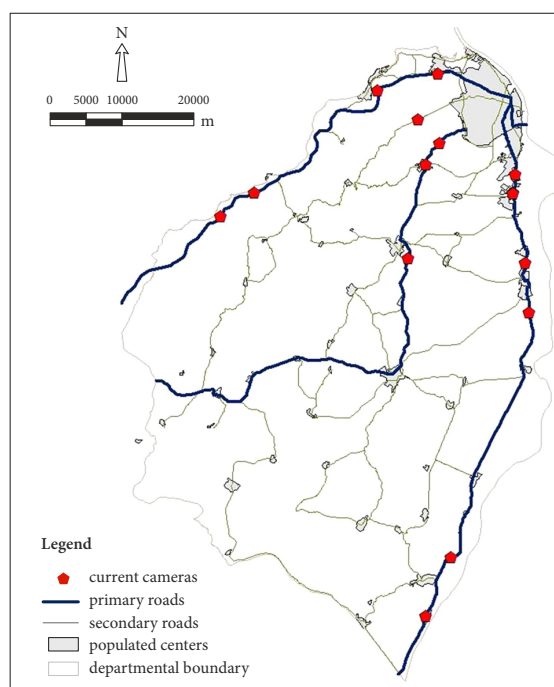 N
0 5000 10000 20000
m
Legend
current cameras
primary roads
secondary roads
populated centers
departmental boundary